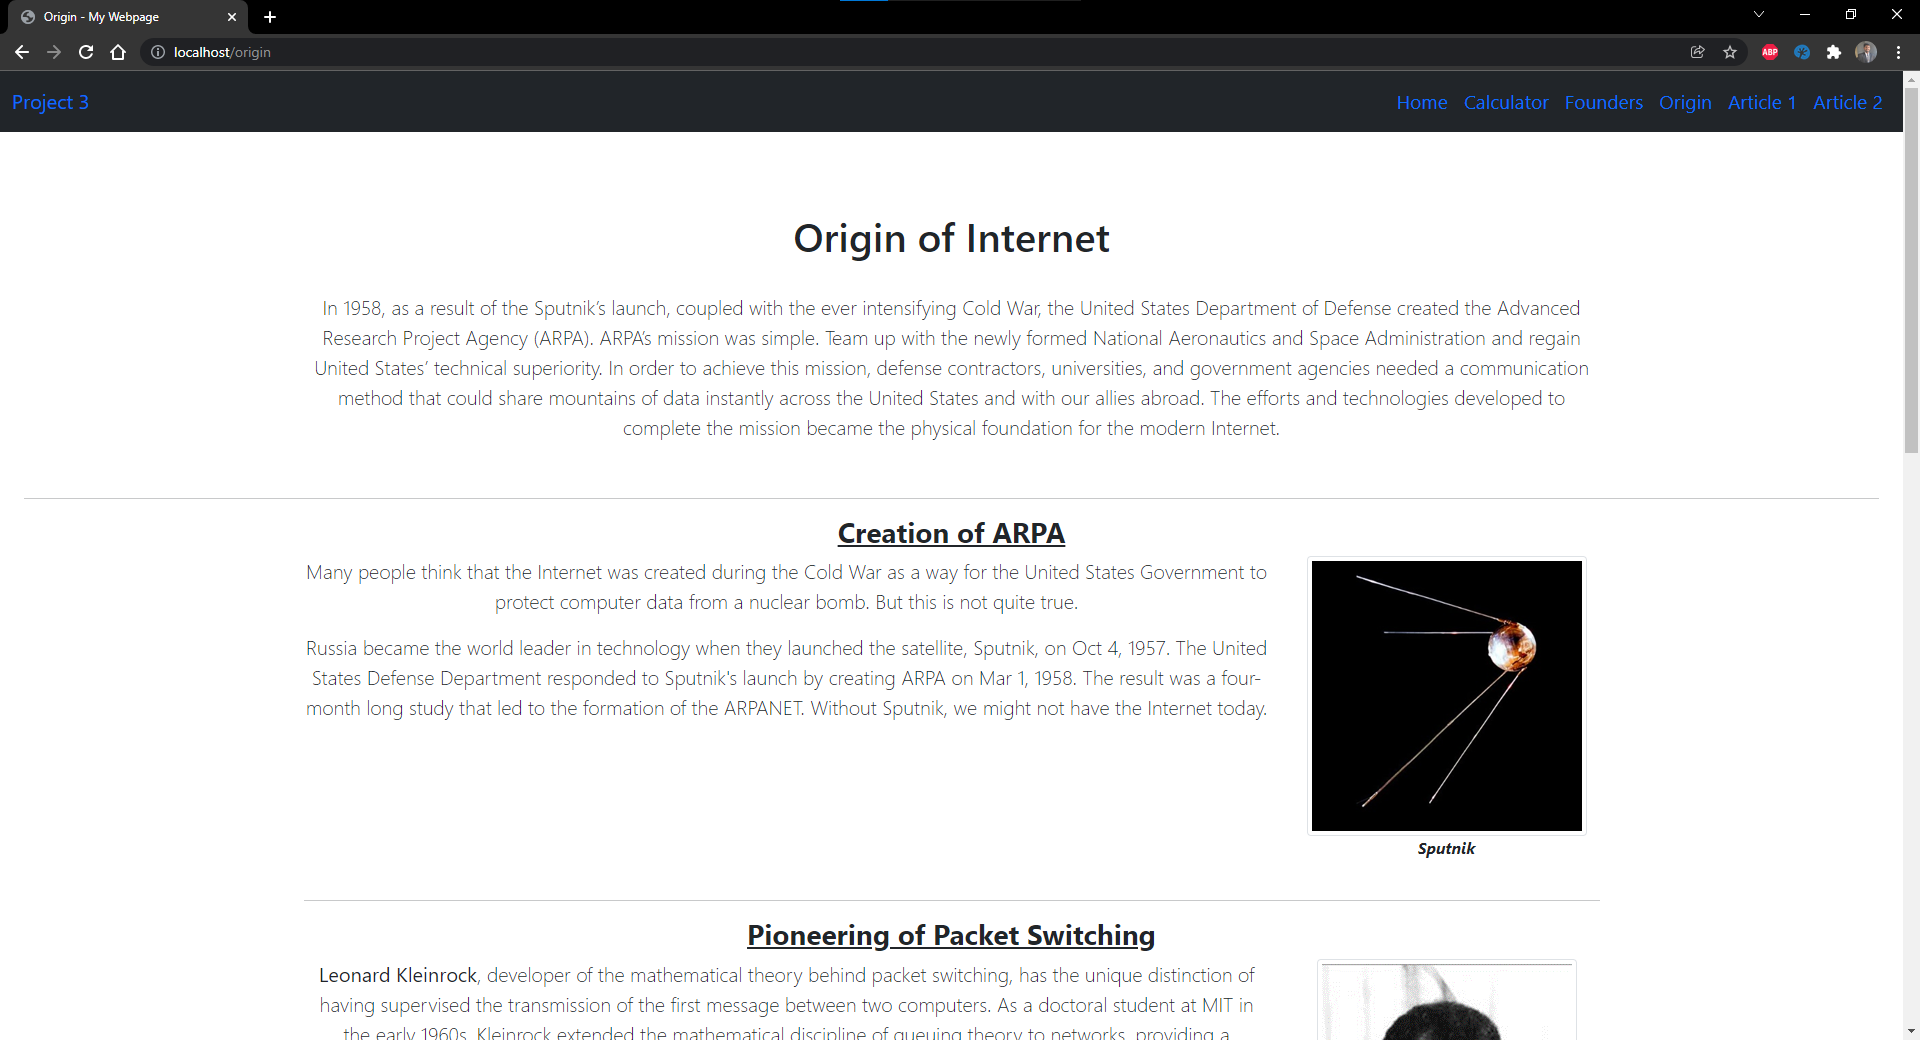 Origin - My Webpage
localhost/origin
ABP
Project 3
Home Calculator Founders Origin Article 1 Article 2
Origin of Internet
In 1958, as a result of the Sputnik’s launch, coupled with the ever intensifying Cold War, the United States Department of Defense created the Advanced
Research Project Agency (ARPA). ARPA’s mission was simple. Team up with the newly formed National Aeronautics and Space Administration and regain
United States’ technical superiority. In order to achieve this mission, defense contractors, universities, and government agencies needed a communication
method that could share mountains of data instantly across the United States and with our allies abroad. The efforts and technologies developed to
complete the mission became the physical foundation for the modern Internet.
Creation of ARPA
Many people think that the Internet was created during the Cold War as a way for the United States Government to
protect computer data from a nuclear bomb. But this is not quite true.
Russia became the world leader in technology when they launched the satellite, Sputnik, on Oct 4, 1957. The United
States Defense Department responded to Sputnik's launch by creating ARPA on Mar 1, 1958. The result was a four-
month long study that led to the formation of the ARPANET. Without Sputnik, we might not have the Internet today.
Sputnik
Pioneering of Packet Switching
Leonard Kleinrock, developer of the mathematical theory behind packet switching, has the unique distinction of
having supervised the transmission of the first message between two computers. As a doctoral student at MIT in
the early 1960s, Kleinrock extended the mathematical discipline of queuing theory to networks, providing a